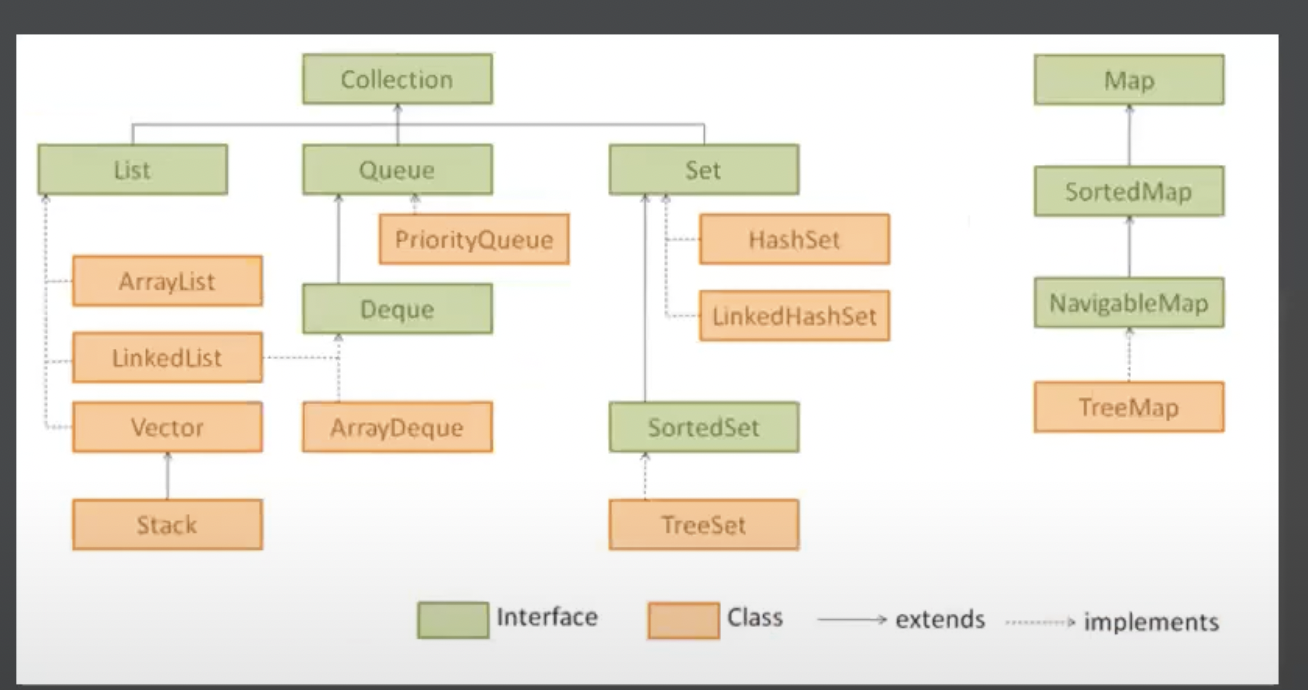 Collection
Map
List
Queue
Set
SortedMap
PriorityQueue
HashSet
ArrayList
Deque
NavigableMap
LinkedHashSet
LinkedList
TreeMap
Vector
ArrayDeque
SortedSet
Stack
TreeSet
Interface
Class
extends
implements